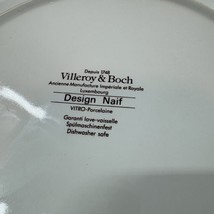 Depuis 1748
Villeroy & Boch
Ancienne Manufacture Impériale et Royale
Luxembourg
Design Naif
VITRO-Porcelaine
Garanti lave-vaisselle
Spülmaschinenfest
Dishwasher safe